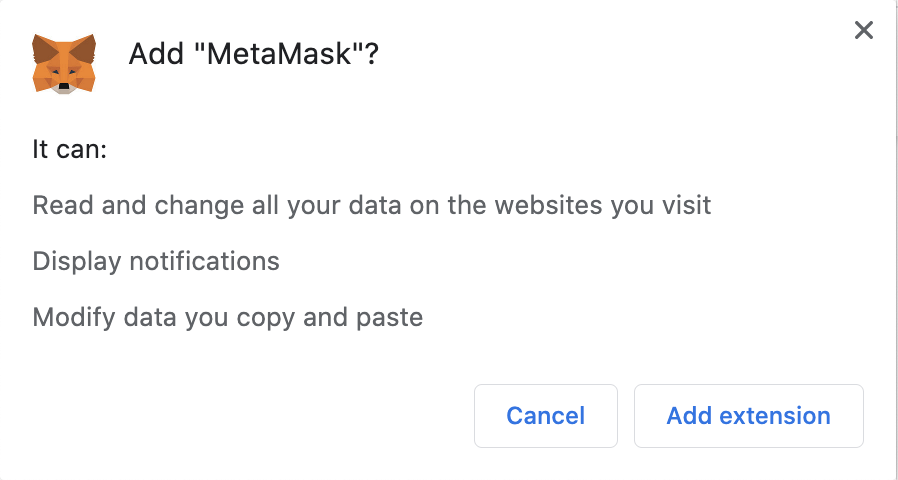 Add "MetaMask"?
It can:
Read and change all your data on the websites you visit
Display notifications
Modify data you copy and paste
Cancel
Add extension